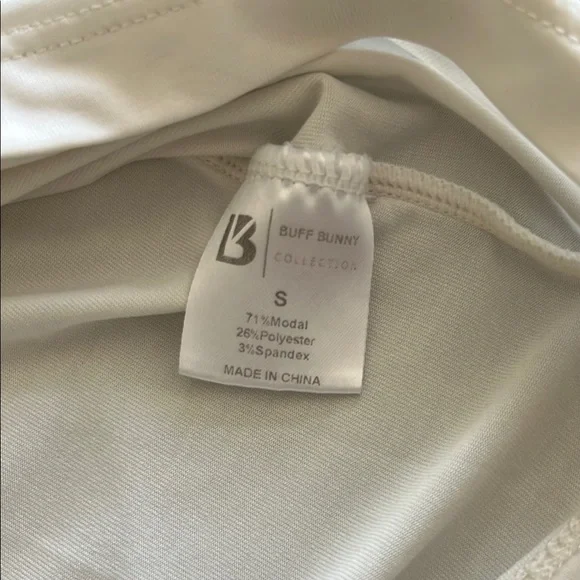 B
BUFF BUNNY
COLLECTION
S
71%Modal
26%Polyester
3%Spandex
MADE IN CHINA